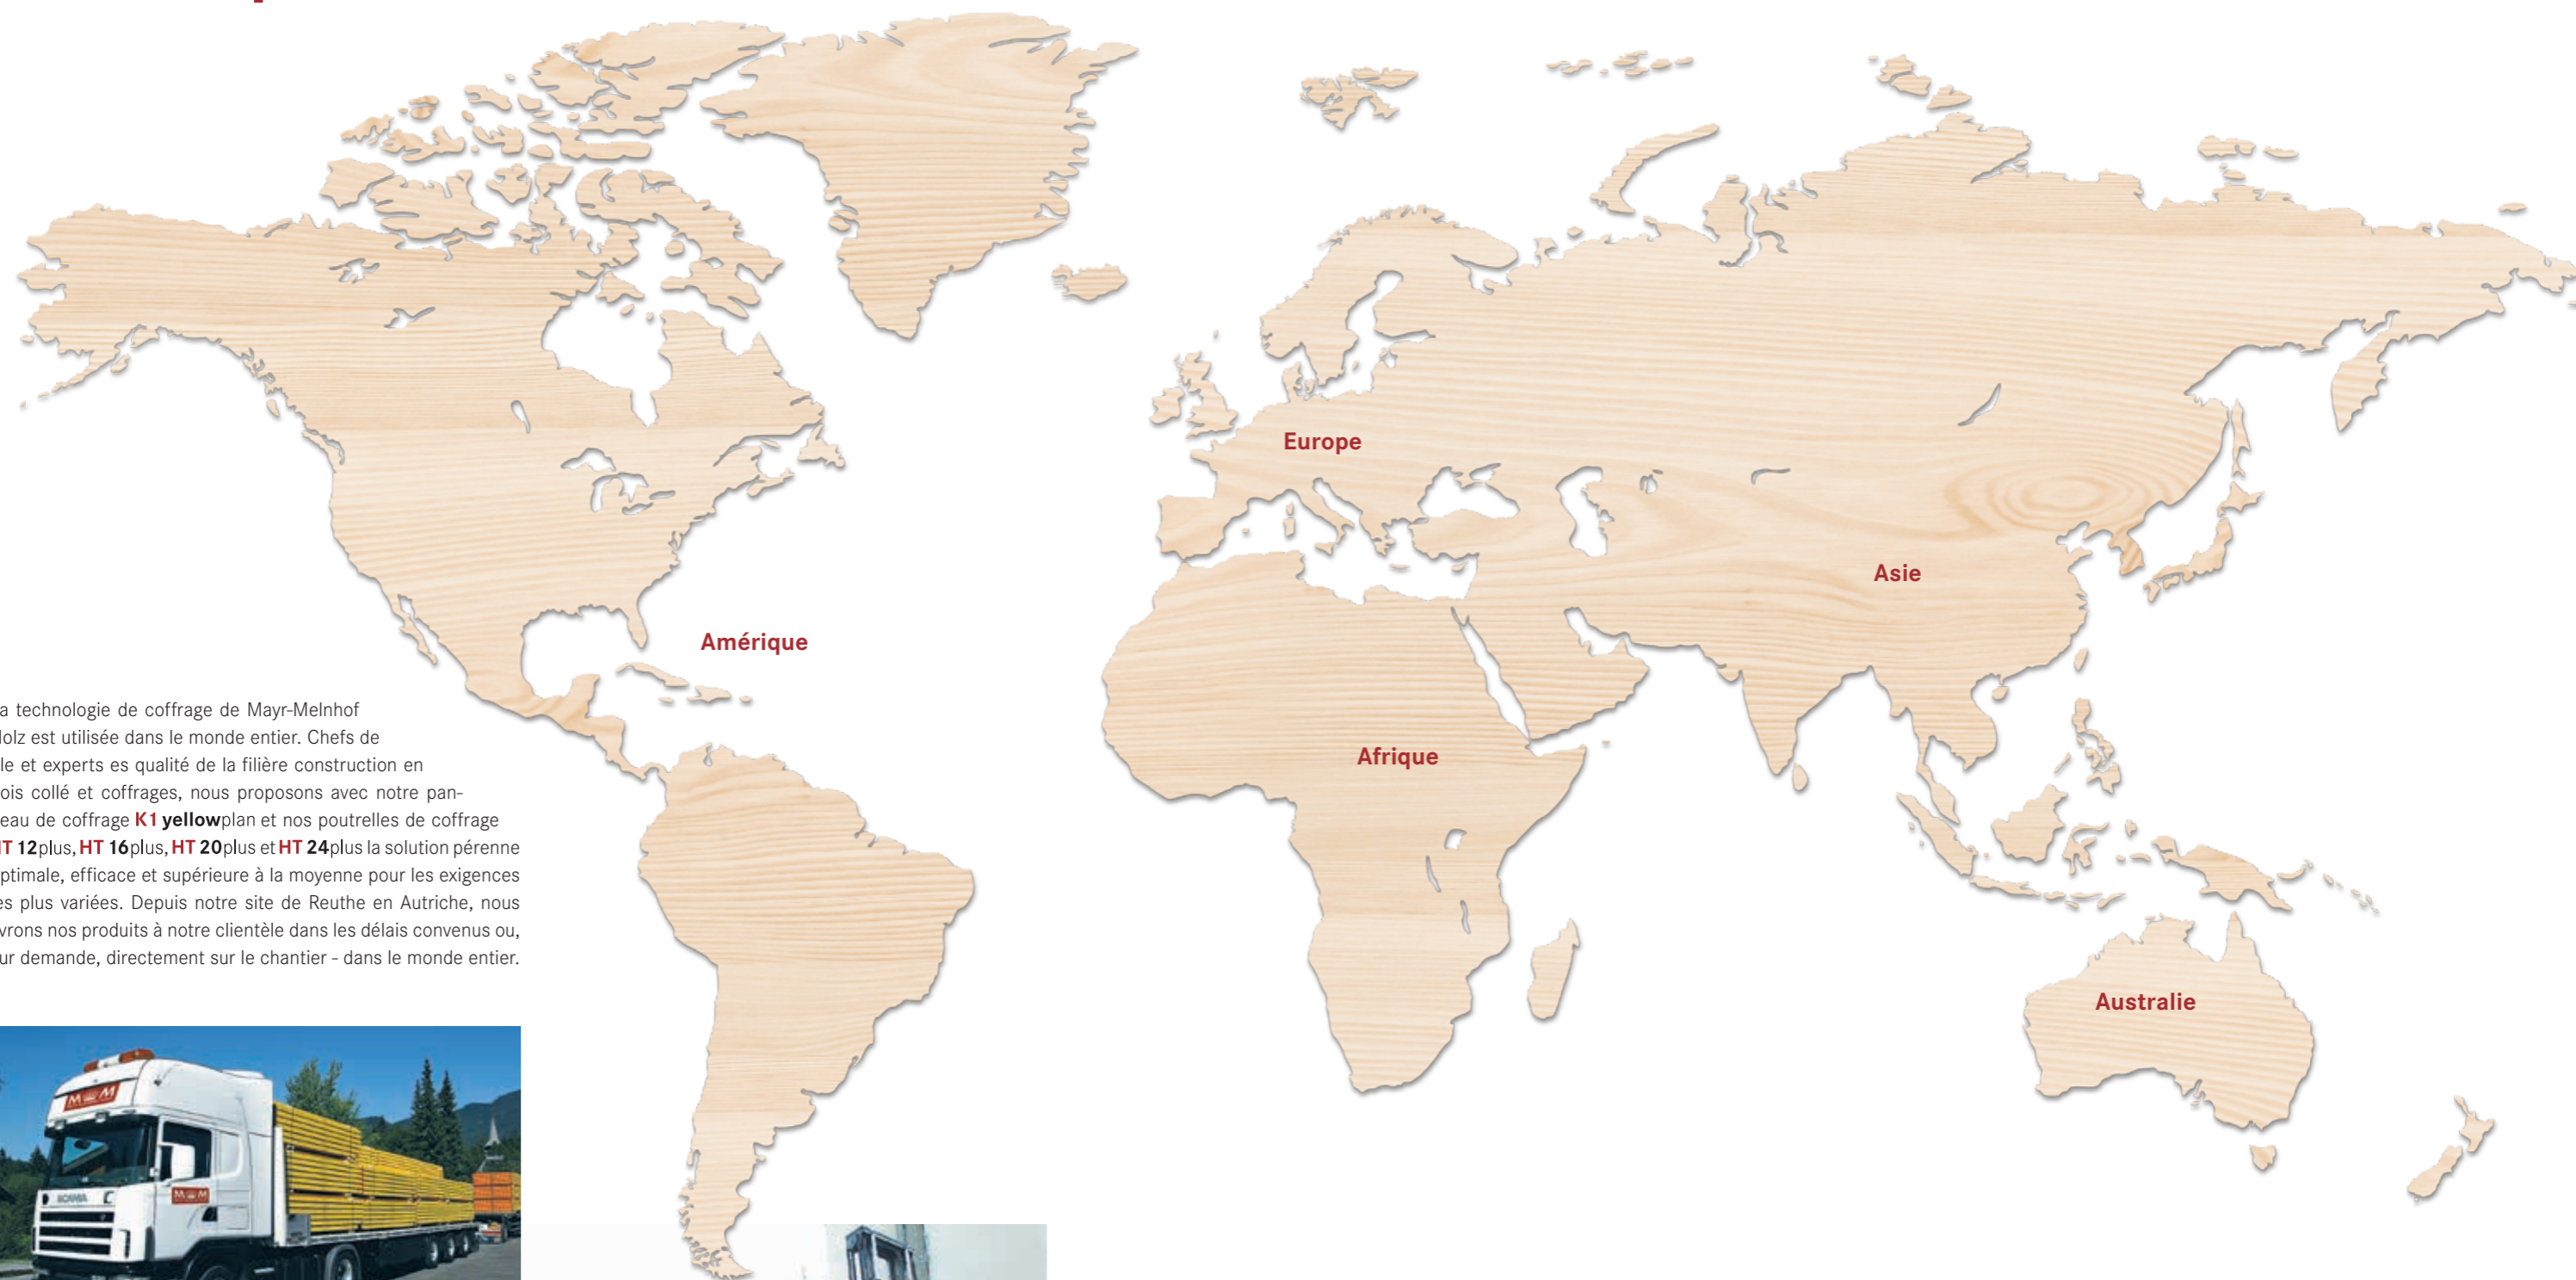 Europe
Asie
Amérique
Afrique
Australie
a technologie de coffrage de Mayr-Melnhof
olz est utilisée dans le monde entier. Chefs de
le et experts es qualité de la filière construction en
ois collé et coffrages, nous proposons avec notre pan-
eau de coffrage K1 yellowplan et nos poutrelles de coffrage
HT 12plus, HT 16plus, HT 20plus et HT 24plus la solution pérenne
ptimale, efficace et supérieure à la moyenne pour les exigences
es plus variées. Depuis notre site de Reuthe en Autriche, nous
vrons nos produits à notre clientèle dans les délais convenus ou,
ur demande, directement sur le chantier - dans le monde entier.
M M
SCANIA
M M